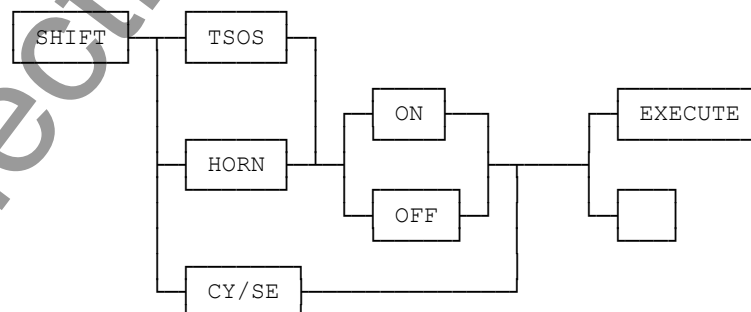 SHIFT
TSOS
ON
EXECUTE
HORN
OFF
CY/SE